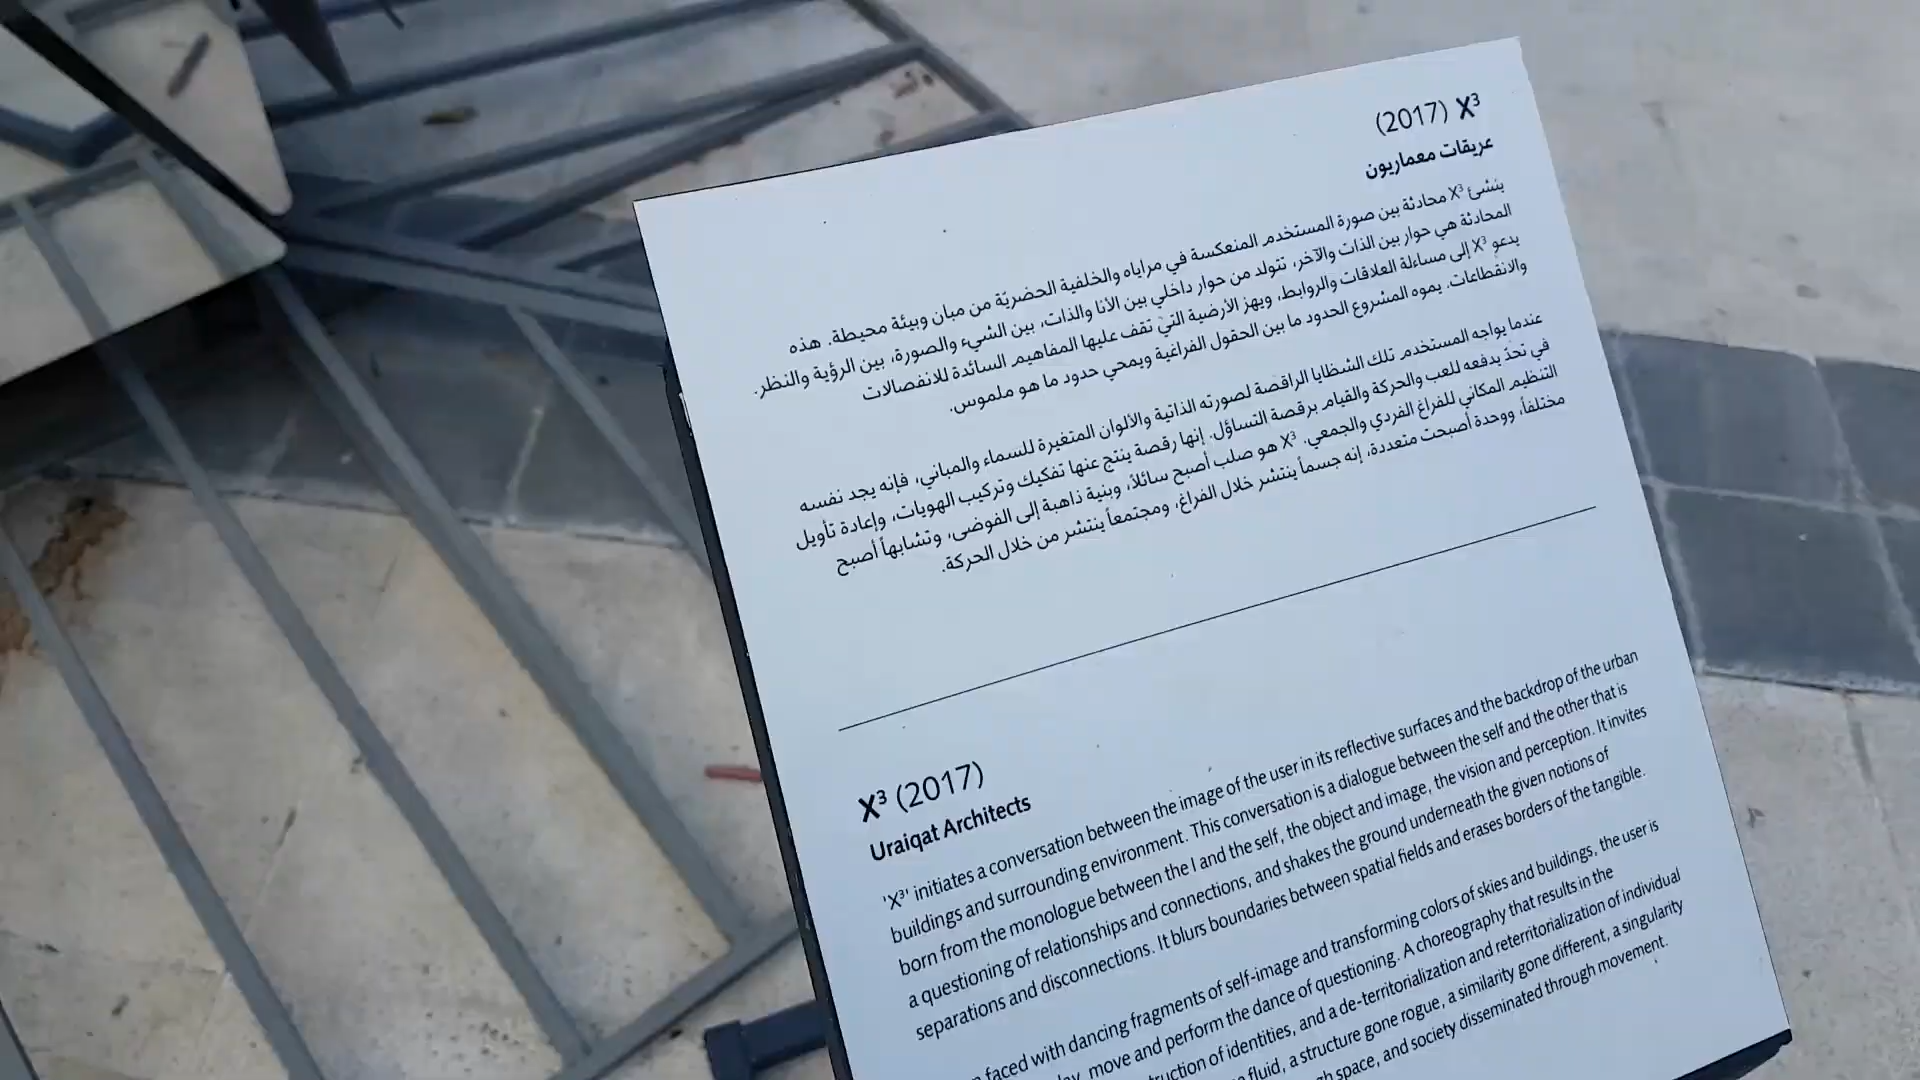 X³ (2017)
عريقات معماريون
ينشئ X³ محادثة بين صورة المستخدم المنعكسة في مراياه والخلفية الحضريّة من مبان وبيئة محيطة. هذه
المحادثة هي حوار بين الذات والآخر، تتولد من حوار داخلي بين الأنا والذات، بين الشيء والصورة، بين الرؤية والنظر.
يدعو X³ إلى مساءلة العلاقات والروابط، ويهز الأرضية التي تقف عليها المفاهيم السائدة للانفصالات
والانقطاعات. يموه المشروع الحدود ما بين الحقول الفراغية ويمحي حدود ما هو ملموس.
عندما يواجه المستخدم تلك الشظايا الراقصة لصورته الذاتية والألوان المتغيرة للسماء والمباني، فإنه يجد نفسه
في تحدّ يدفعه للعب والحركة والقيام برقصة التساؤل. إنها رقصة ينتج عنها تفكيك وتركيب الهويات، وإعادة تأويل
التنظيم المكاني للفراغ الفردي والجمعي. X³ هو صلب أصبح سائلاً، وبنية ذاهبة إلى الفوضى، وتشابهاً أصبح
مختلفاً، ووحدة أصبحت متعددة، إنه جسماً ينتشر خلال الفراغ، ومجتمعاً ينتشر من خلال الحركة.
X³ (2017)
Uraiqat Architects
'X³' initiates a conversation between the image of the user in its reflective surfaces and the backdrop of the urban
buildings and surrounding environment. This conversation is a dialogue between the self and the other that is
born from the monologue between the I and the self, the object and image, the vision and perception. It invites
a questioning of relationships and connections, and shakes the ground underneath the given notions of
separations and disconnections. It blurs boundaries between spatial fields and erases borders of the tangible.
faced with dancing fragments of self-image and transforming colors of skies and buildings, the user is
move and perform the dance of questioning. A choreography that results in the
of identities, and a de-territorialization and reterritorialization of individual
fluid, a structure gone rogue, a similarity gone different, a singularity
space, and society disseminated through movement.